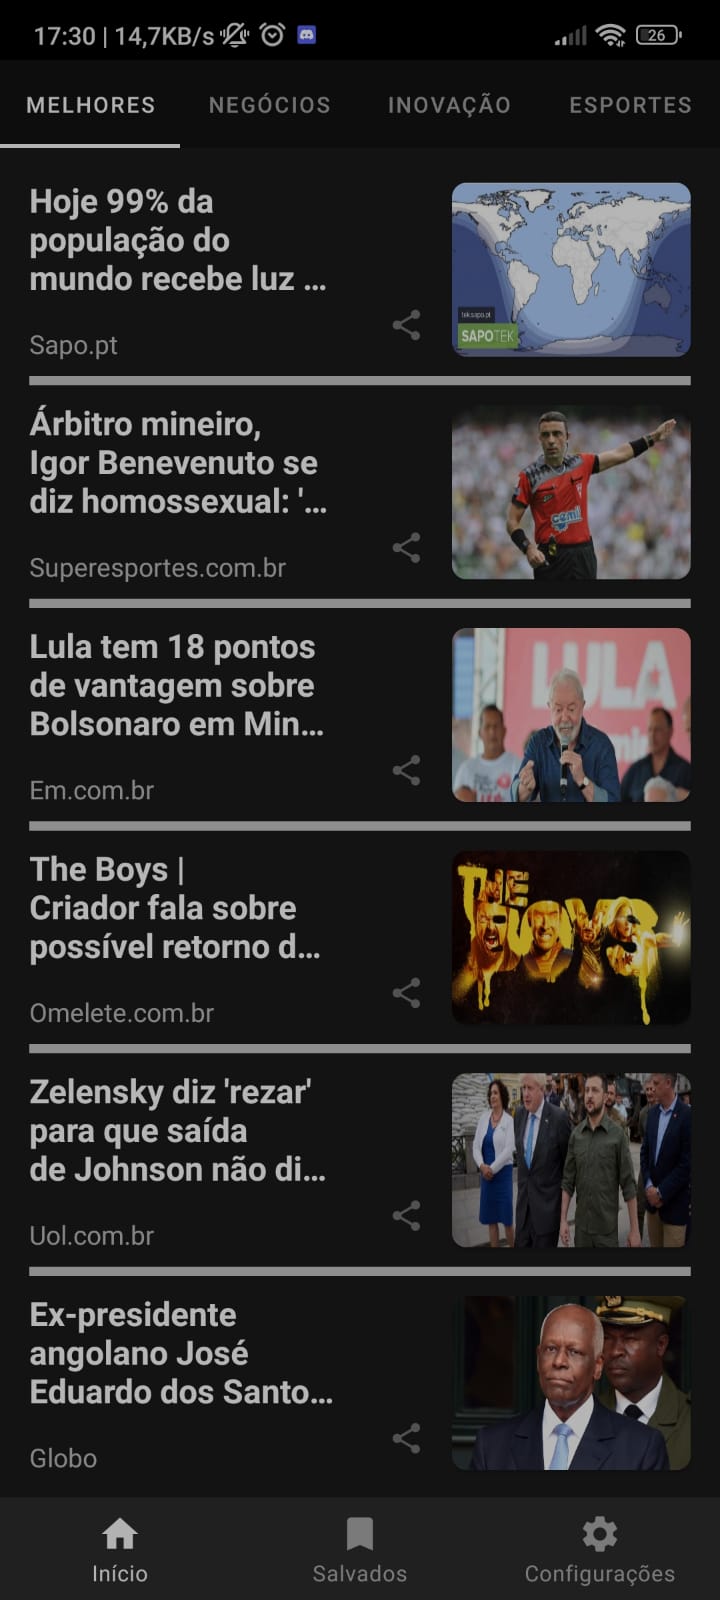 17:30 | 14,7KB/s
26
MELHORES NEGÓCIOS INOVAÇÃO ESPORTES
Hoje 99% da
população do
mundo recebe luz ...
Sapo.pt
tek.sapo.pt
SAPOTEK
Árbitro mineiro,
Igor Benevenuto se
diz homossexual: '...
Superesportes.com.br
cemil
Lula tem 18 pontos
de vantagem sobre
Bolsonaro em Min...
Em.com.br
LULA
The Boys |
Criador fala sobre
possível retorno d...
Omelete.com.br
THE
BOYS
Zelensky diz 'rezar'
para que saída
de Johnson não di...
Uol.com.br
Ex-presidente
angolano José
Eduardo dos Santo...
Globo
Início Salvados Configurações